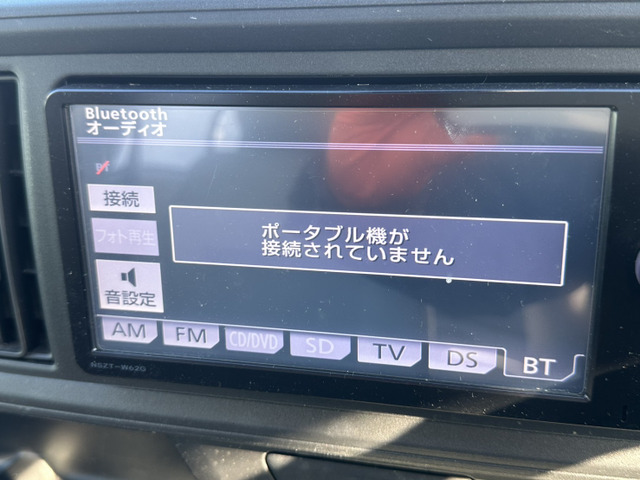 Bluetooth
オーディオ
BT
接続
フォト再生
ポータブル機が
接続されていません
音設定
AM FM CD/DVD SD TV DS BT
NSZT-W62G